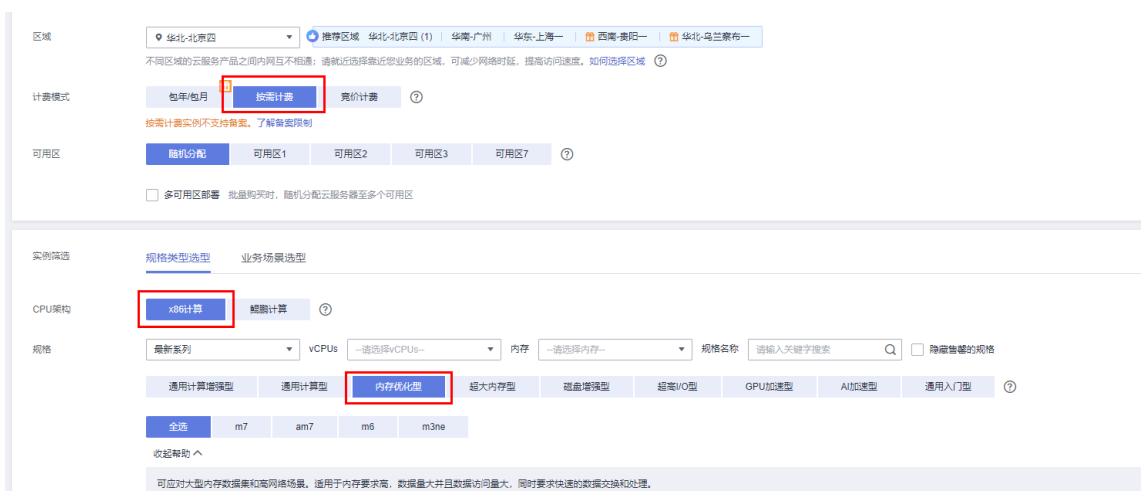 区域 华北-北京四 推荐区域 华北-北京四 (1) 华南-广州 华东-上海一 西南-贵阳一 华北-乌兰察布一
不同区域的云服务产品之间内网互不相通；请就近选择靠近您业务的区域，可减少网络时延，提高访问速度。如何选择区域
计费模式 包年/包月 按需计费 竞价计费
按需计费实例不支持备案。了解备案限制
可用区 随机分配 可用区1 可用区2 可用区3 可用区7
多可用区部署 批量购买时，随机分配云服务器至多个可用区
实例筛选 规格类型选型 业务场景选型
CPU架构 x86计算 鲲鹏计算
规格 最新系列 vCPUs --请选择vCPUs-- 内存 --请选择内存-- 规格名称 请输入关键字搜索 隐藏售罄的规格
通用计算增强型 通用计算型 内存优化型 超大内存型 磁盘增强型 超高I/O型 GPU加速型 AI加速型 通用入门型
全选 m7 am7 m6 m3ne
收起帮助
可应对大型内存数据集和高网络场景。适用于内存要求高，数据量大并且数据访问量大，同时要求快速的数据交换和处理。